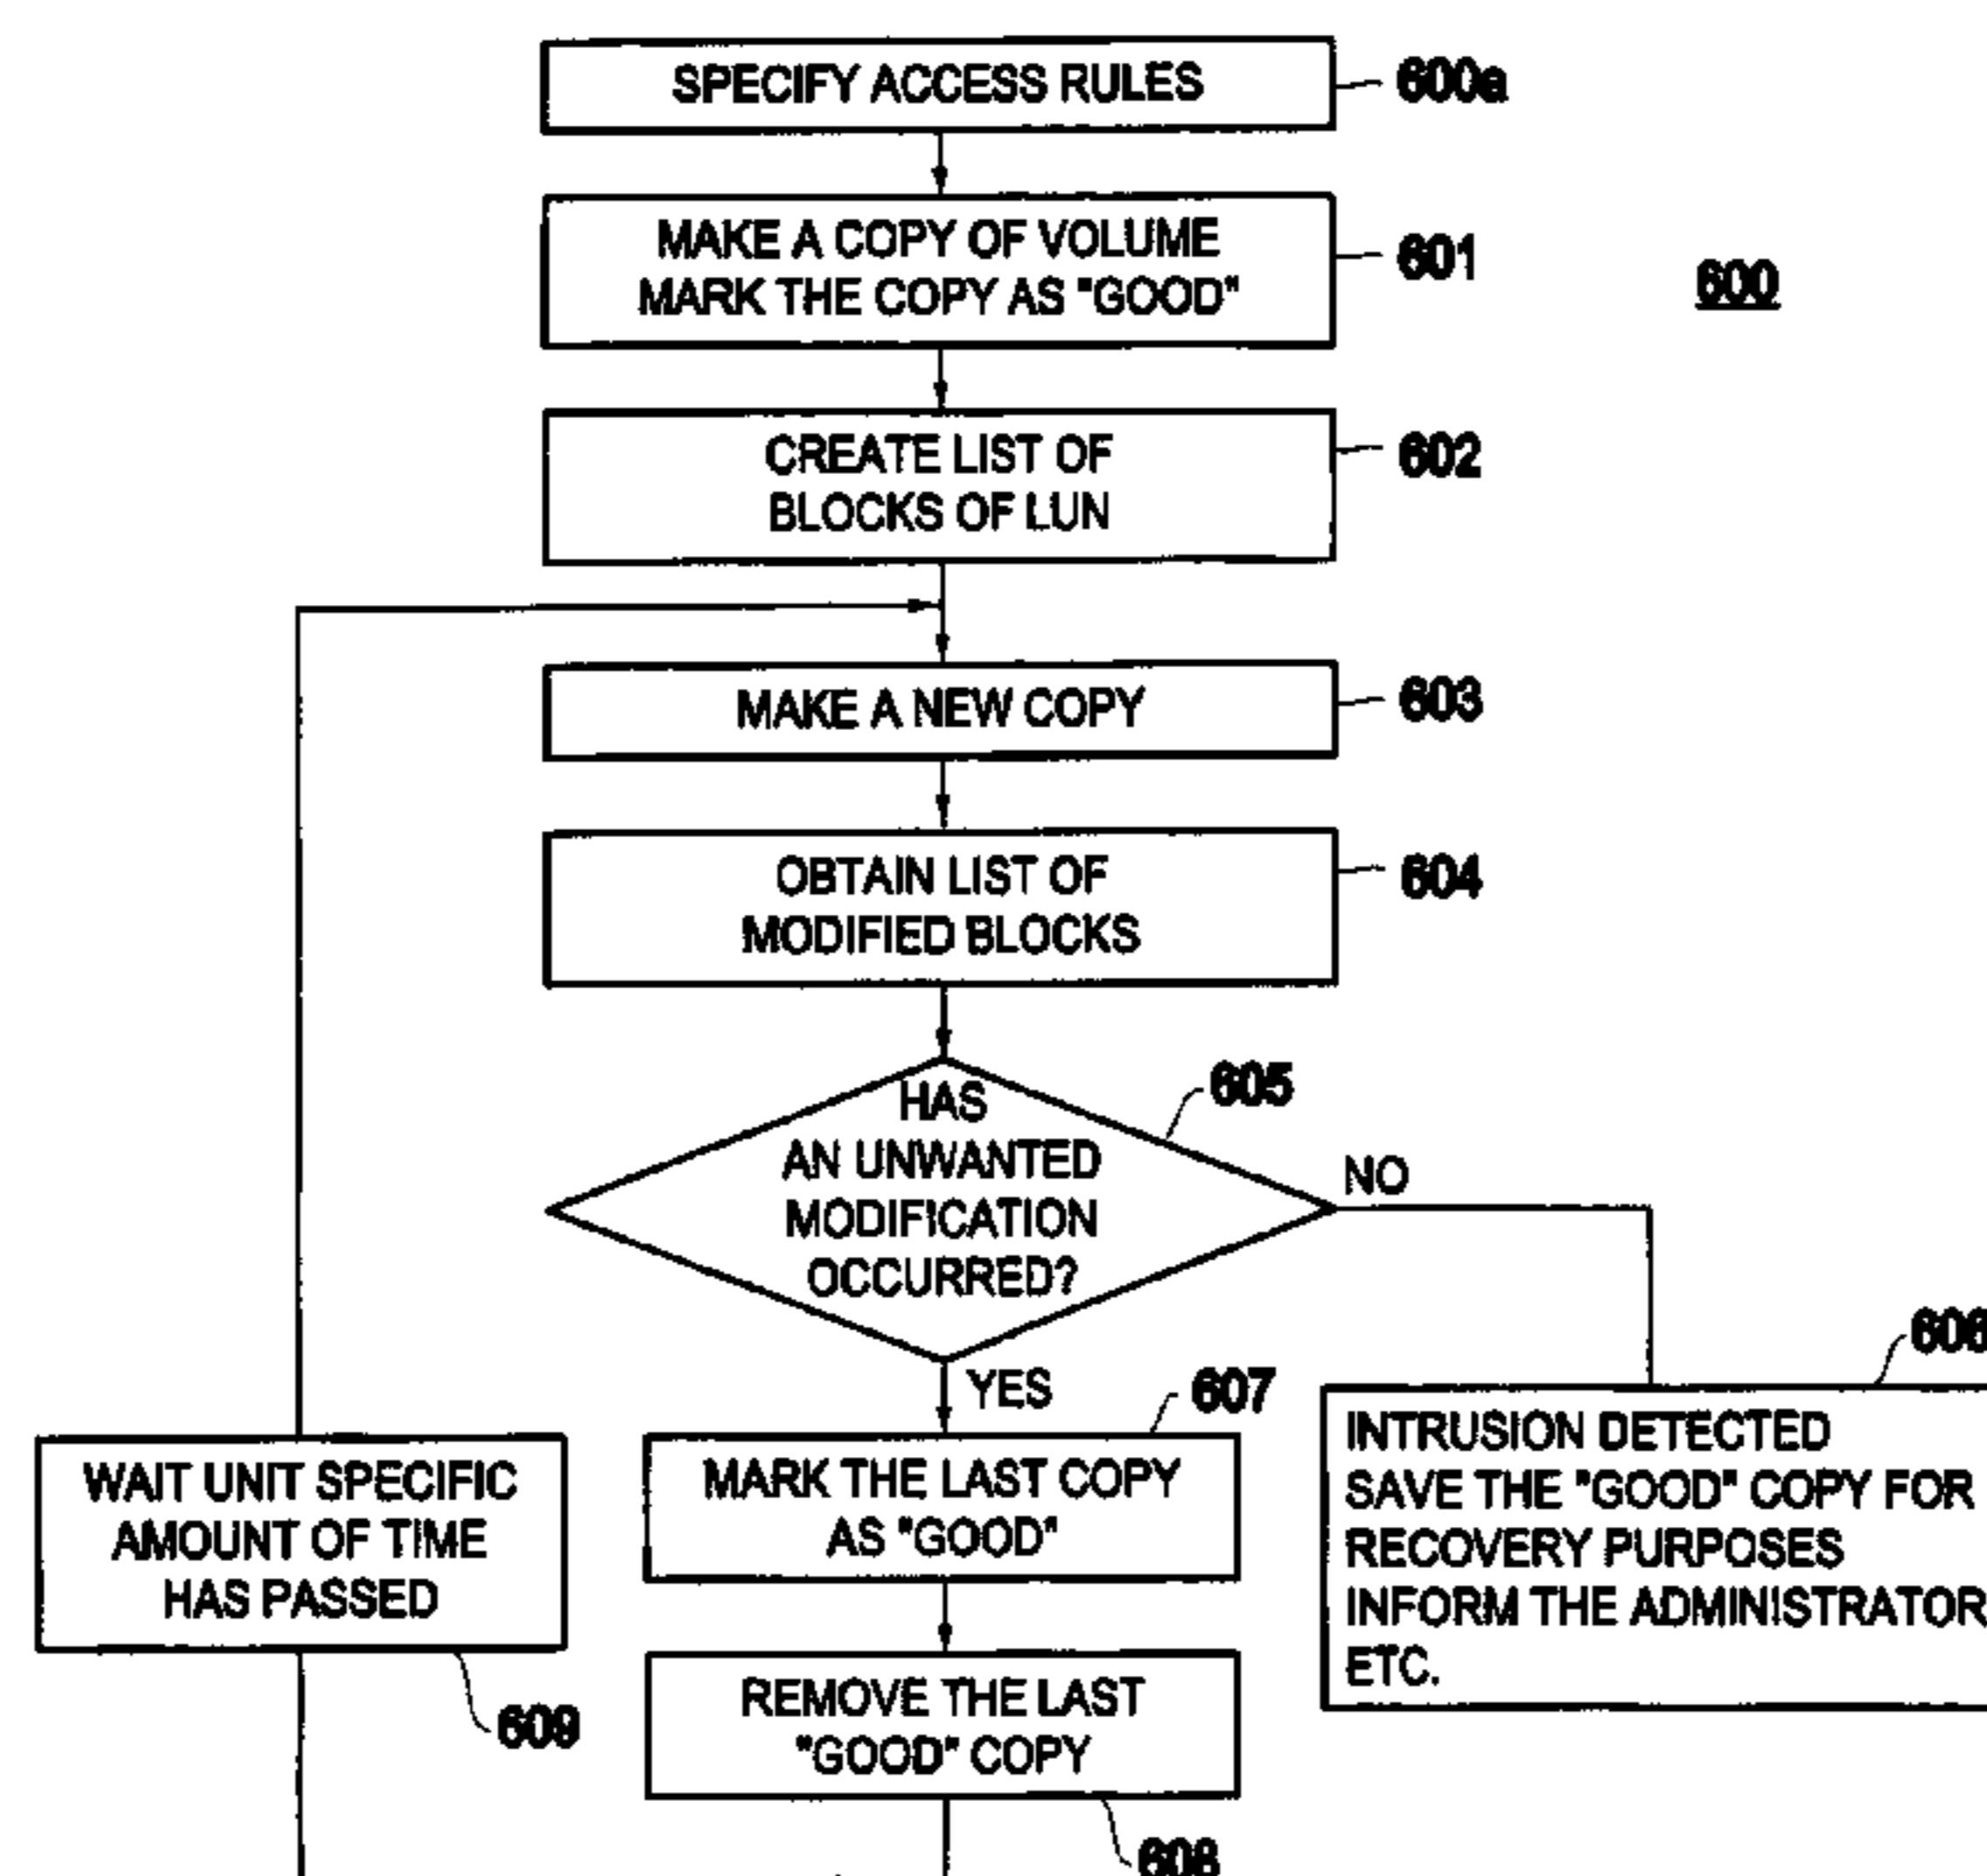 SPECIFY ACCESS RULES
600a
MAKE A COPY OF VOLUME
MARK THE COPY AS "GOOD"
601
600
CREATE LIST OF
BLOCKS OF LUN
602
MAKE A NEW COPY
603
OBTAIN LIST OF
MODIFIED BLOCKS
604
HAS
AN UNWANTED
MODIFICATION
OCCURRED?
605
NO
YES
606
607
INTRUSION DETECTED
SAVE THE "GOOD" COPY FOR
RECOVERY PURPOSES
INFORM THE ADMINISTRATOR
ETC.
MARK THE LAST COPY
AS "GOOD"
WAIT UNIT SPECIFIC
AMOUNT OF TIME
HAS PASSED
609
REMOVE THE LAST
"GOOD" COPY
608